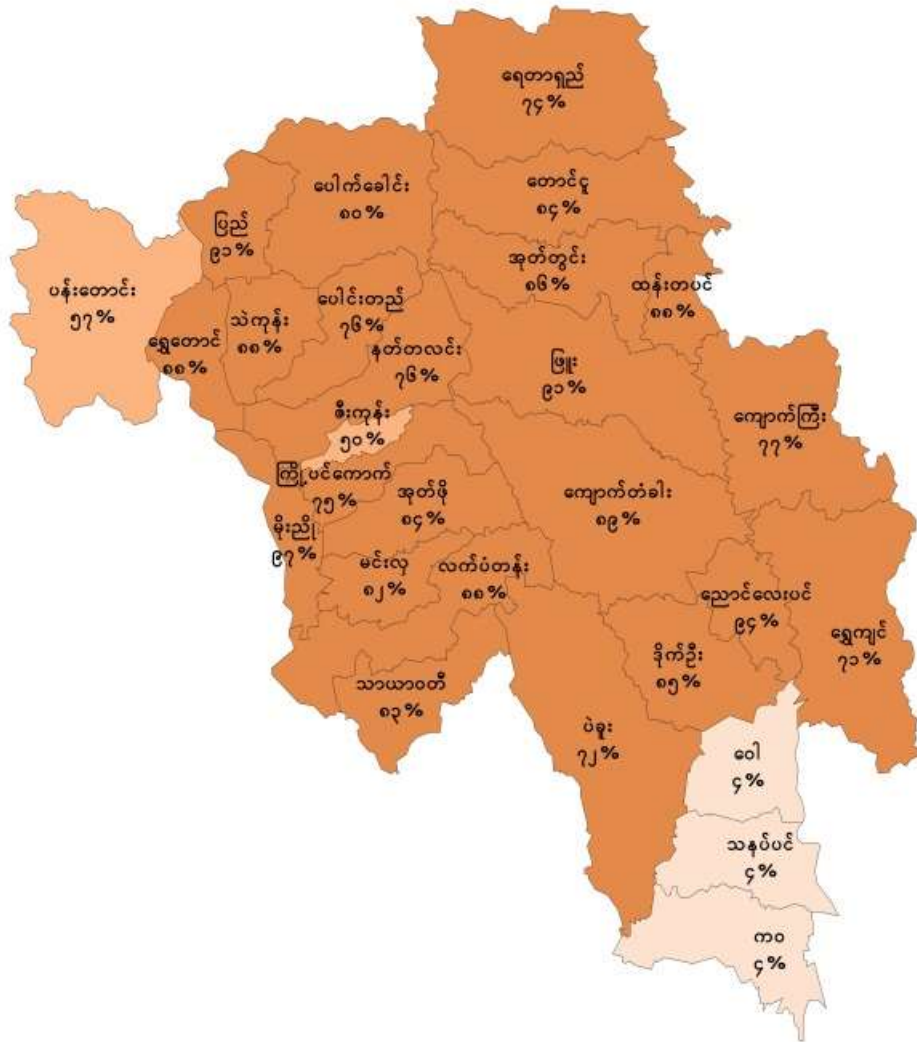 ရေတာရှည်
၇၄%
ပေါက်ခေါင်း
၈၀%
တောင်ငူ
၈၄%
ပြည်
၉၁%
အုတ်တွင်း
၈၆%
ထန်းတပင်
၈၈%
ပန်းတောင်း
၅၇%
ပေါင်းတည်
၇၆%
သဲကုန်း
၈၈%
ရွှေတောင်
၈၈%
နတ်တလင်း
၇၆%
ဖြူး
၉၁%
ကျောက်ကြီး
၇၇%
ဇီးကုန်း
၅၀%
ကြို့ပင်ကောက်
၇၅%
အုတ်ဖို
၈၄%
ကျောက်တံခါး
၈၉%
မိုးညို
၉၇%
မင်းလှ
၈၂%
လက်ပံတန်း
၈၈%
ညောင်လေးပင်
၉၄%
ရွှေကျင်
၇၁%
ဒိုက်ဦး
၈၅%
သာယာဝတီ
၈၃%
ပဲခူး
၇၂%
ဝေါ
၄%
သနပ်ပင်
၄%
ကဝ
၄%